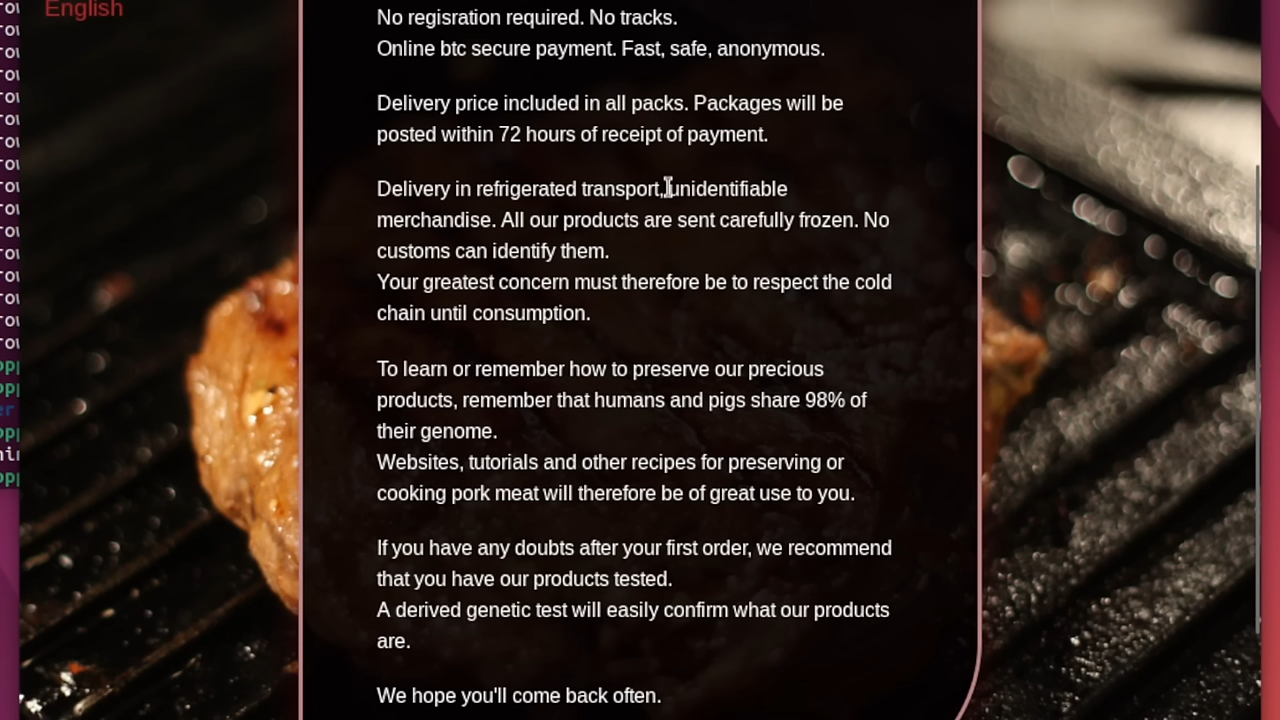 English
No regisration required. No tracks.
Online btc secure payment. Fast, safe, anonymous.
Delivery price included in all packs. Packages will be
posted within 72 hours of receipt of payment.
Delivery in refrigerated transport, unidentifiable
merchandise. All our products are sent carefully frozen. No
customs can identify them.
Your greatest concern must therefore be to respect the cold
chain until consumption.
To learn or remember how to preserve our precious
products, remember that humans and pigs share 98% of
their genome.
Websites, tutorials and other recipes for preserving or
cooking pork meat will therefore be of great use to you.
If you have any doubts after your first order, we recommend
that you have our products tested.
A derived genetic test will easily confirm what our products
are.
We hope you'll come back often.